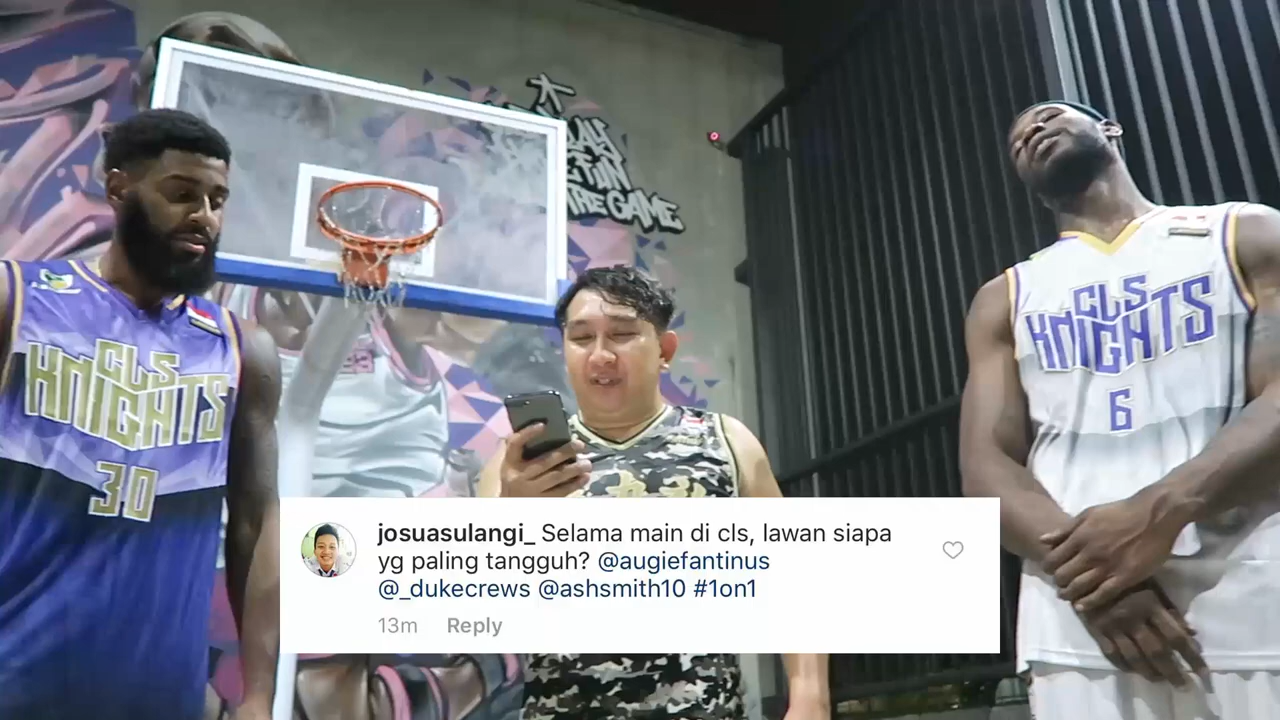 THE GAME
CLS
KNIGHTS
30
CLS
KNIGHTS
6
josuasulangi_ Selama main di cls, lawan siapa
yg paling tangguh? @augiefantinus
@_dukecrews @ashsmith10 #1on1
13m Reply